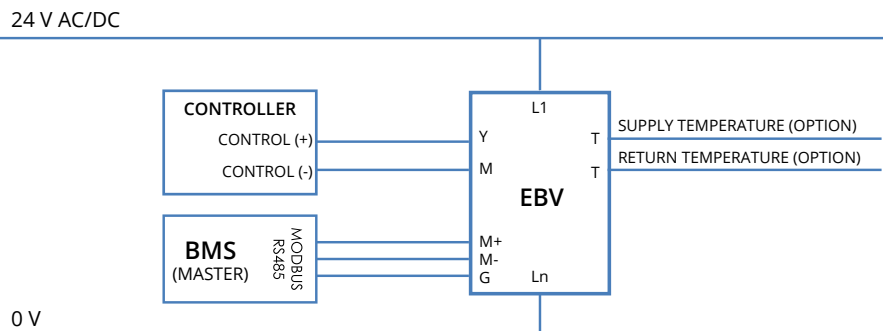 24 V AC/DC
CONTROLLER
CONTROL (+)
CONTROL (-)
BMS
(MASTER)
MODBUS
RS485
L1
Y
M
EBV
M+
M-
G
Ln
T
T
SUPPLY TEMPERATURE (OPTION)
RETURN TEMPERATURE (OPTION)
0 V